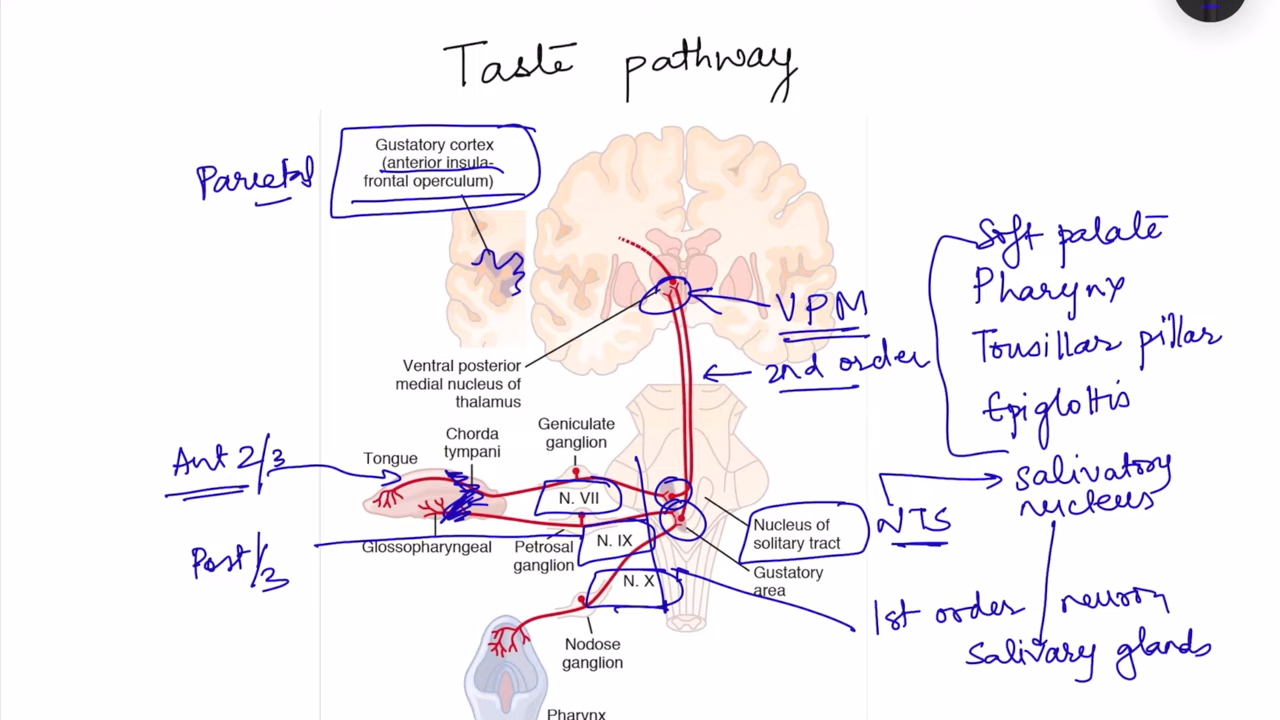 Taste pathway
Parietal
Gustatory cortex
(anterior insula-
frontal operculum)
Soft palate
Pharynx
Tonsillar pillar
Epiglottis
VPM
2nd order
Ventral posterior
medial nucleus of
thalamus
Ant 2/3
Tongue
Chorda
tympani
Geniculate
ganglion
N. VII
Salivatory
nucleus
NTS
Nucleus of
solitary tract
Post 1/3
Glossopharyngeal
Petrosal
ganglion
N. IX
N. X
Gustatory
area
1st order neuron
Salivary glands
Nodose
ganglion
Pharynx